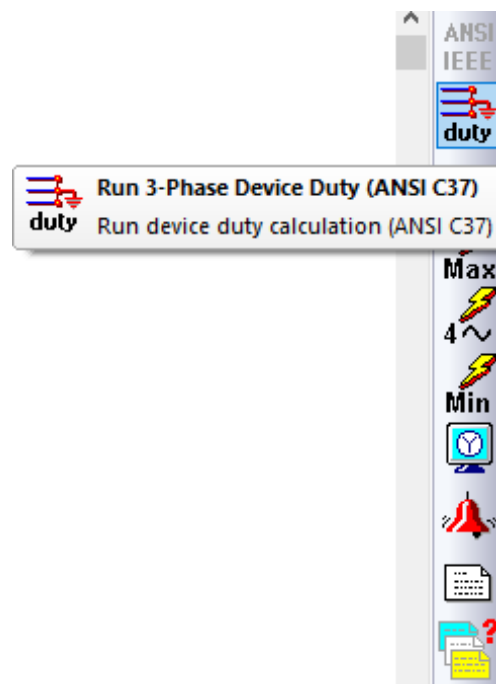 ANSI
IEEE
duty
Run 3-Phase Device Duty (ANSI C37)
duty
Run device duty calculation (ANSI C37)
Max
4
Min
?